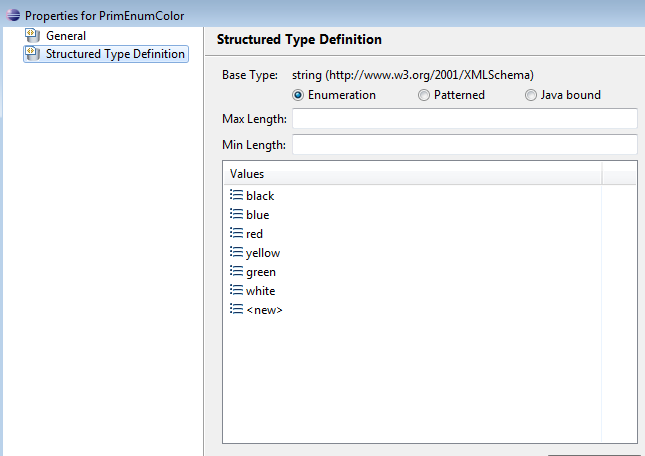 Properties for PrimEnumColor
General
Structured Type Definition
Structured Type Definition
Base Type: string (http://www.w3.org/2001/XMLSchema)
Enumeration Patterned Java bound
Max Length:
Min Length:
Values
black
blue
red
yellow
green
white
<new>